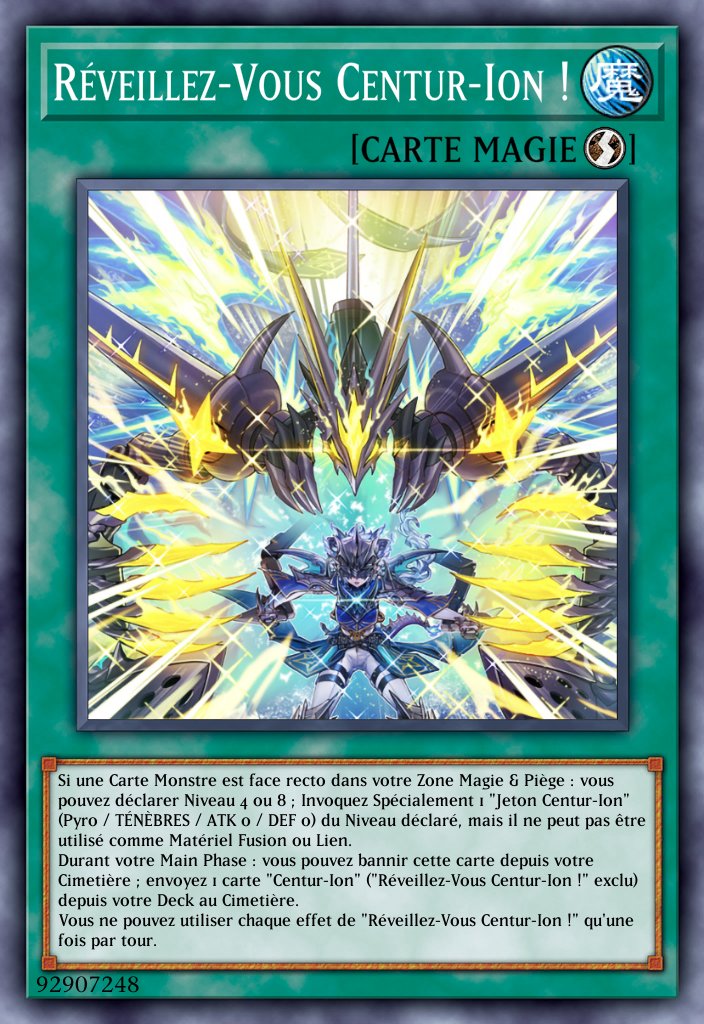 Réveillez-Vous Centur-Ion !
魔
[CARTE MAGIE]
Si une Carte Monstre est face recto dans votre Zone Magie & Piège : vous
pouvez déclarer Niveau 4 ou 8 ; Invoquez Spécialement 1 "Jeton Centur-Ion"
(Pyro / TÉNÈBRES / ATK 0 / DEF 0) du Niveau déclaré, mais il ne peut pas être
utilisé comme Matériel Fusion ou Lien.
Durant votre Main Phase : vous pouvez bannir cette carte depuis votre
Cimetière ; envoyez 1 carte "Centur-Ion" ("Réveillez-Vous Centur-Ion !" exclu)
depuis votre Deck au Cimetière.
Vous ne pouvez utiliser chaque effet de "Réveillez-Vous Centur-Ion !" qu'une
fois par tour.
92907248